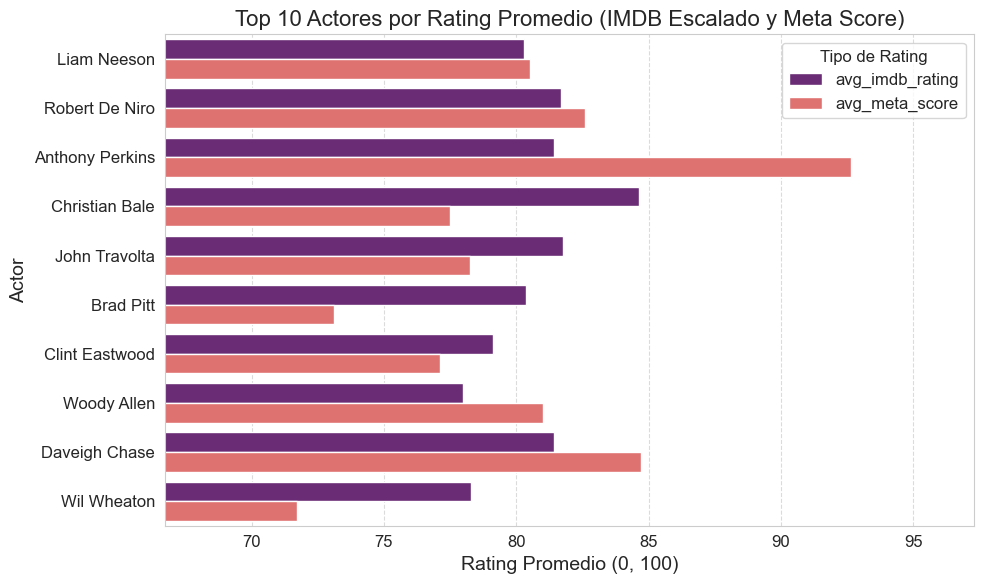 Top 10 Actores por Rating Promedio (IMDB Escalado y Meta Score)
Tipo de Rating
avg_imdb_rating
avg_meta_score
Actor
Liam Neeson
Robert De Niro
Anthony Perkins
Christian Bale
John Travolta
Brad Pitt
Clint Eastwood
Woody Allen
Daveigh Chase
Wil Wheaton
70 75 80 85 90 95
Rating Promedio (0, 100)